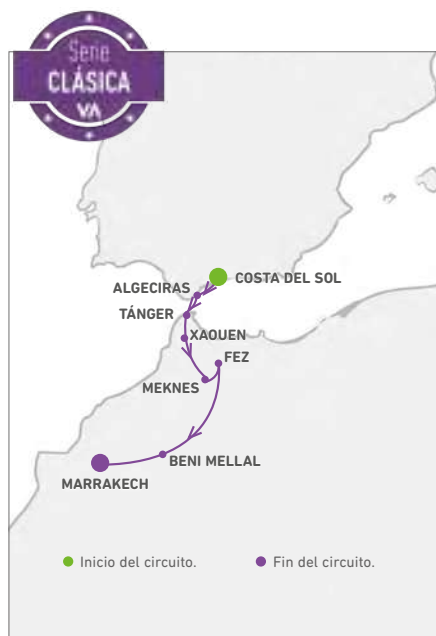 Serie
CLÁSICA
VA
COSTA DEL SOL
ALGECIRAS
TÁNGER
XAOUEN
FEZ
MEKNES
BENI MELLAL
MARRAKECH
Inicio del circuito.
Fin del circuito.